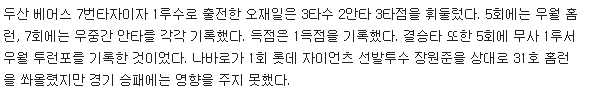 두산 베어스 7번타자이자 1루수로 출전한 오재일은 3타수 2안타 3타점을 휘둘렀다. 5회에는 우월 홈
런, 7회에는 우중간 안타를 각각 기록했다. 득점은 1득점을 기록했다. 결승타 또한 5회에 무사 1루서
우월 투런포를 기록한 것이었다. 나바로가 1회 롯데 자이언츠 선발투수 장원준을 상대로 31호 홈런
을 쏴올렸지만 경기 승패에는 영향을 주지 못했다.